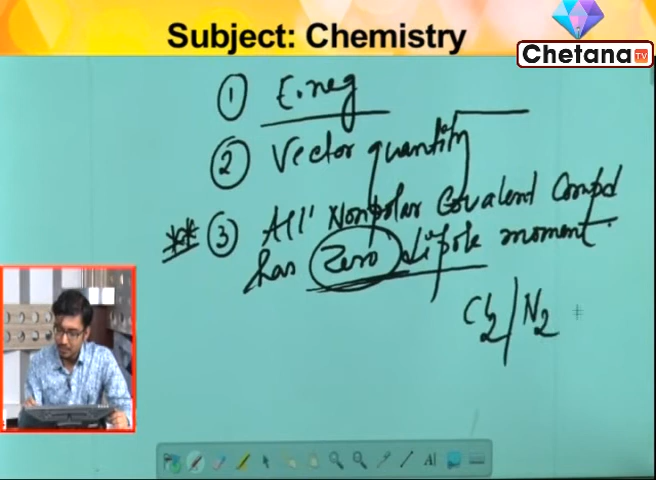 Subject: Chemistry
Chetana TV
① E.neg
② Vector quantity
** ③ All Nonpolar Covalent Compd
has Zero dipole moment.
Cl2/N2
AI